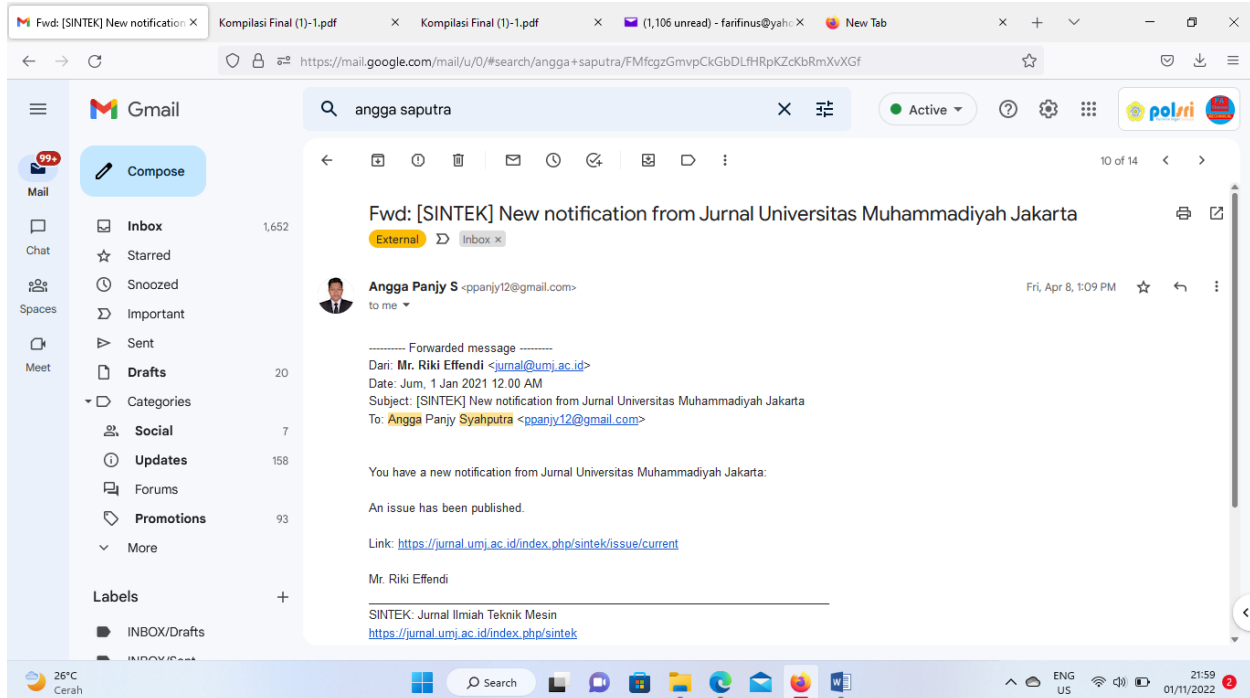 Fwd: [SINTEK] New notification
Kompilasi Final (1)-1.pdf
Kompilasi Final (1)-1.pdf
(1,106 unread) - farifinus@yaho
New Tab
https://mail.google.com/mail/u/0/#search/angga+saputra/FMfcgzGmvpCkGbDLfHRpKZcKbRmXvXGf
Gmail
angga saputra
Active
polsri
99+
Mail
Chat
Spaces
Meet
Compose
Inbox 1,652
Starred
Snoozed
Important
Sent
Drafts 20
Categories
Social 7
Updates 158
Forums
Promotions 93
More
Labels
INBOX/Drafts
INBOX/Sent
10 of 14
Fwd: [SINTEK] New notification from Jurnal Universitas Muhammadiyah Jakarta
External Inbox
Angga Panjy S <ppanjy12@gmail.com> Fri, Apr 8, 1:09 PM
to me
---------- Forwarded message ---------
Dari: Mr. Riki Effendi <jurnal@umj.ac.id>
Date: Jum, 1 Jan 2021 12.00 AM
Subject: [SINTEK] New notification from Jurnal Universitas Muhammadiyah Jakarta
To: Angga Panjy Syahputra <ppanjy12@gmail.com>
You have a new notification from Jurnal Universitas Muhammadiyah Jakarta:
An issue has been published.
Link: https://jurnal.umj.ac.id/index.php/sintek/issue/current
Mr. Riki Effendi
SINTEK: Jurnal Ilmiah Teknik Mesin
https://jurnal.umj.ac.id/index.php/sintek
26°C
Cerah
Search
ENG
US
21:59
01/11/2022
2